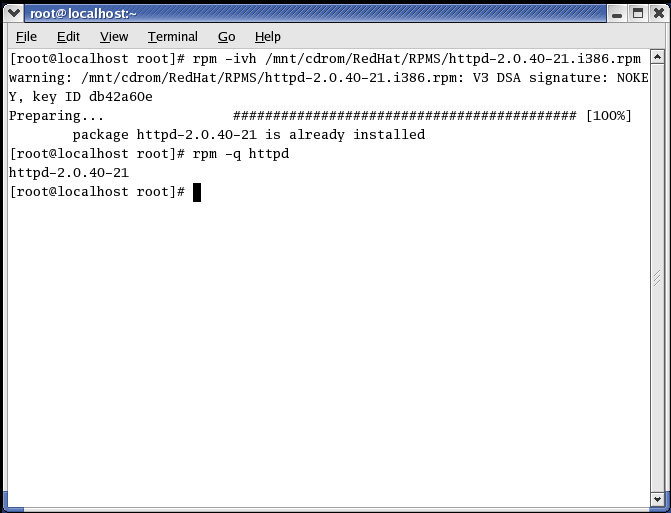 root@localhost:~
File Edit View Terminal Go Help
[root@localhost root]# rpm -ivh /mnt/cdrom/RedHat/RPMS/httpd-2.0.40-21.i386.rpm
warning: /mnt/cdrom/RedHat/RPMS/httpd-2.0.40-21.i386.rpm: V3 DSA signature: NOKE
Y, key ID db42a60e
Preparing...                ########################################### [100%]
        package httpd-2.0.40-21 is already installed
[root@localhost root]# rpm -q httpd
httpd-2.0.40-21
[root@localhost root]#